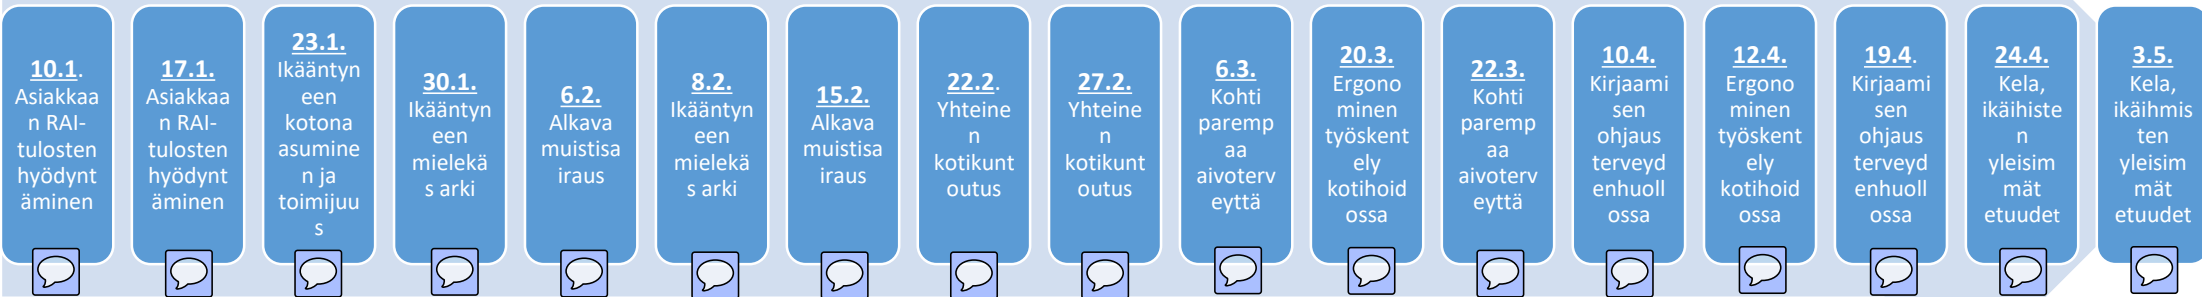 10.1.
Asiakkaa
n RAI-
tulosten
hyödynt
äminen
17.1.
Asiakkaa
n RAI-
tulosten
hyödynt
äminen
23.1.
Ikääntyn
een
kotona
asumine
n ja
toimijuu
s
30.1.
Ikääntyn
een
mielekä
s arki
6.2.
Alkava
muistisa
iraus
8.2.
Ikääntyn
een
mielekä
s arki
15.2.
Alkava
muistisa
iraus
22.2.
Yhteine
n
kotikunt
outus
27.2.
Yhteine
n
kotikunt
outus
6.3.
Kohti
paremp
aa
aivoterv
eyttä
20.3.
Ergono
minen
työskent
ely
kotihoid
ossa
22.3.
Kohti
paremp
aa
aivoterv
eyttä
10.4.
Kirjaami
sen
ohjaus
terveyd
enhuoll
ossa
12.4.
Ergono
minen
työskent
ely
kotihoid
ossa
19.4.
Kirjaami
sen
ohjaus
terveyd
enhuoll
ossa
24.4.
Kela,
ikäihiste
n
yleisim
mät
etuudet
3.5.
Kela,
ikäihmis
ten
yleisim
mät
etuudet